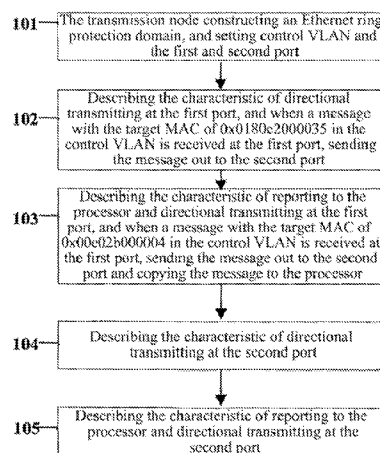 101
The transmission node constructing an Ethernet ring
protection domain, and setting control VLAN and
the first and second port
102
Describing the characteristic of directional
transmitting at the first port, and when a message
with the target MAC of 0x0180c2000035 in the
control VLAN is received at the first port, sending
the message out to the second port
103
Describing the characteristic of reporting to the
processor and directional transmitting at the first
port, and when a message with the target MAC of
0x00e02b000004 in the control VLAN is received at
the first port, sending the message out to the second
port and copying the message to the processor
104
Describing the characteristic of directional
transmitting at the second port
105
Describing the characteristic of reporting to the
processor and directional transmitting at the
second port